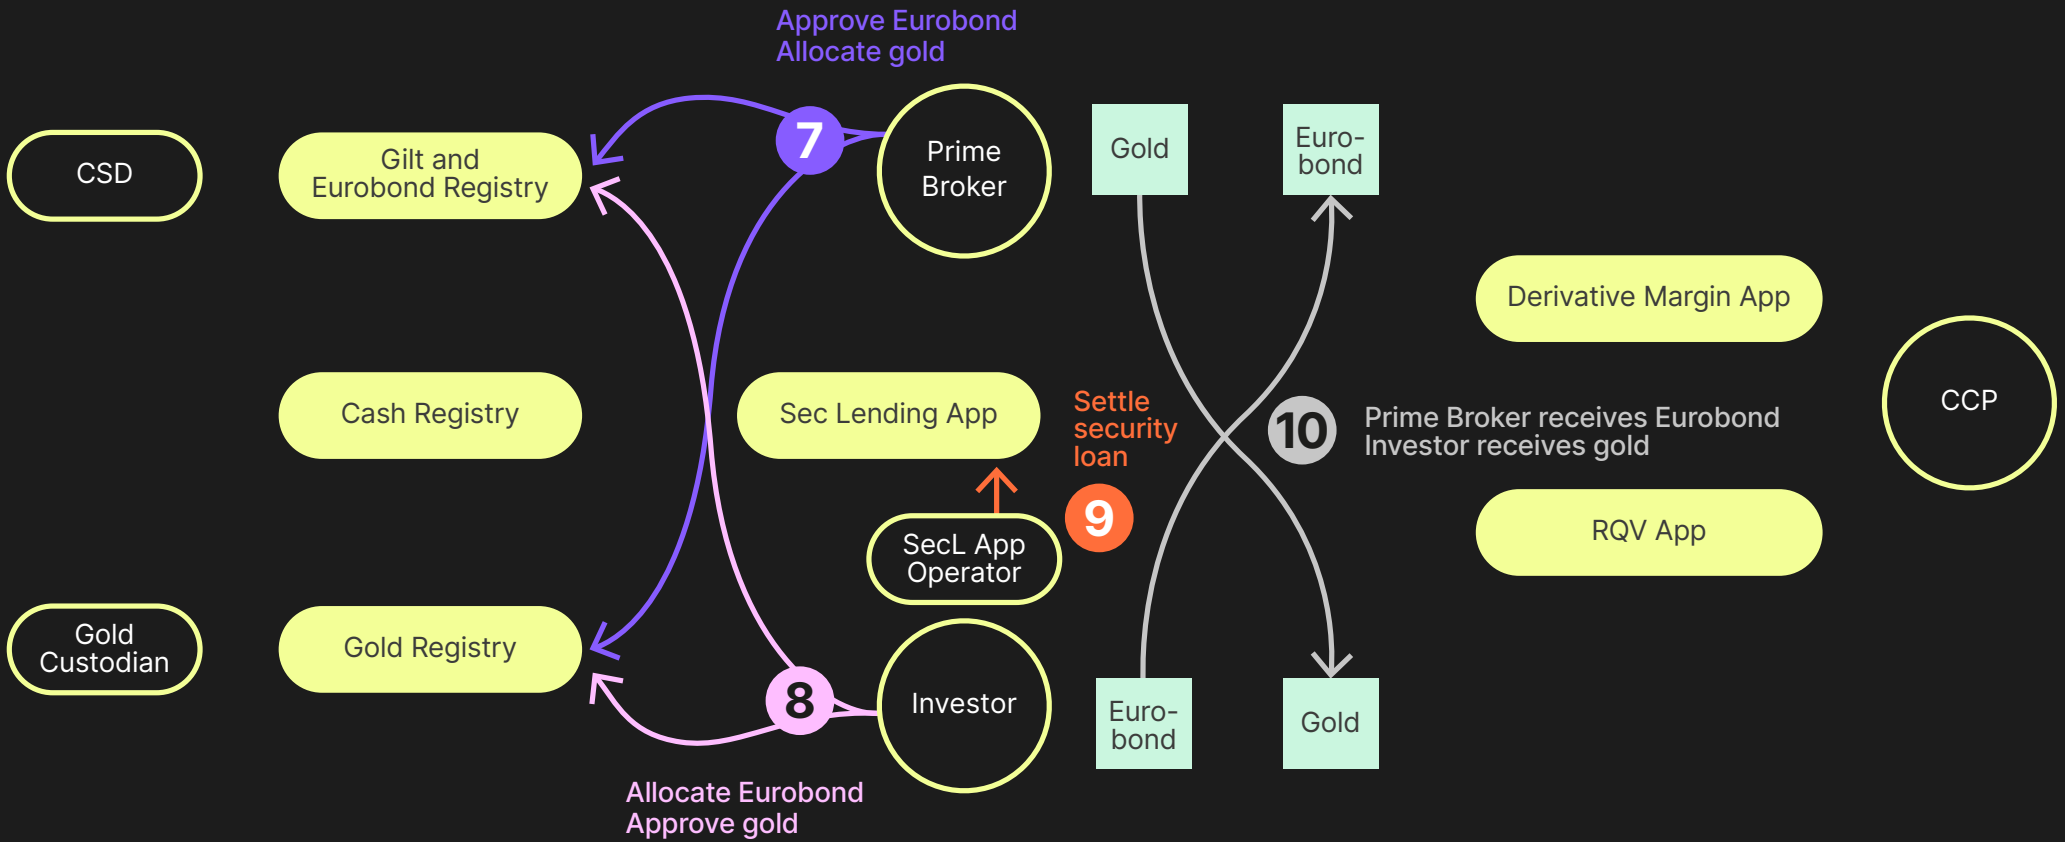 Approve Eurobond
Allocate gold
7
Prime
Broker
Gold
Euro-
bond
CSD
Gilt and
Eurobond Registry
Derivative Margin App
Cash Registry
Sec Lending App
Settle
security
loan
10
Prime Broker receives Eurobond
Investor receives gold
CCP
9
SecL App
Operator
RQV App
Gold
Custodian
Gold Registry
8
Investor
Euro-
bond
Gold
Allocate Eurobond
Approve gold